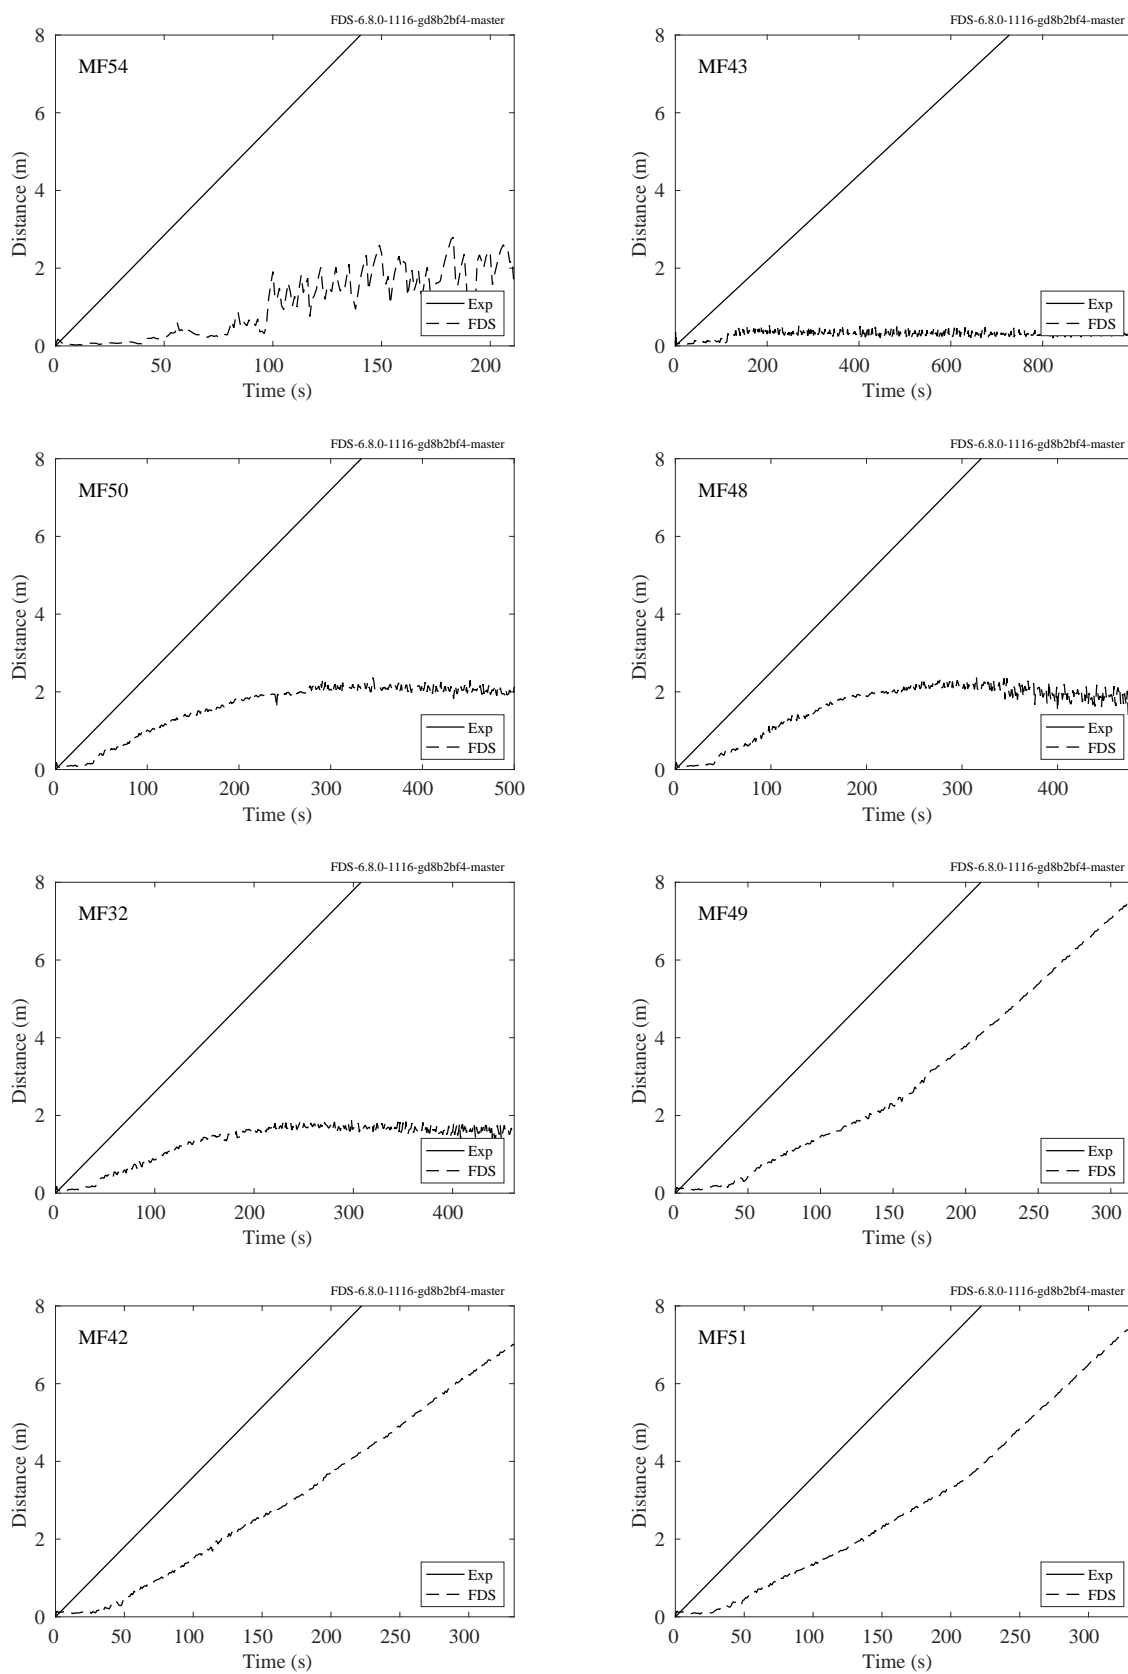 FDS-6.8.0-1116-gd8b2bf4-master
MF54
8
6
4
2
0
Distance (m)
0 50 100 150 200
Time (s)
Exp
FDS
FDS-6.8.0-1116-gd8b2bf4-master
MF43
8
6
4
2
0
Distance (m)
0 200 400 600 800
Time (s)
Exp
FDS
FDS-6.8.0-1116-gd8b2bf4-master
MF50
8
6
4
2
0
Distance (m)
0 100 200 300 400 500
Time (s)
Exp
FDS
FDS-6.8.0-1116-gd8b2bf4-master
MF48
8
6
4
2
0
Distance (m)
0 100 200 300 400
Time (s)
Exp
FDS
FDS-6.8.0-1116-gd8b2bf4-master
MF32
8
6
4
2
0
Distance (m)
0 100 200 300 400
Time (s)
Exp
FDS
FDS-6.8.0-1116-gd8b2bf4-master
MF49
8
6
4
2
0
Distance (m)
0 50 100 150 200 250 300
Time (s)
Exp
FDS
FDS-6.8.0-1116-gd8b2bf4-master
MF42
8
6
4
2
0
Distance (m)
0 50 100 150 200 250 300
Time (s)
Exp
FDS
FDS-6.8.0-1116-gd8b2bf4-master
MF51
8
6
4
2
0
Distance (m)
0 50 100 150 200 250 300
Time (s)
Exp
FDS